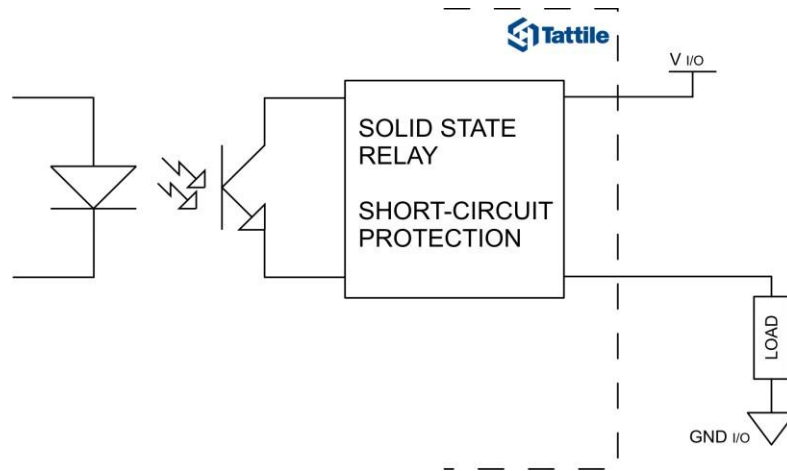 Tattile
V I/O
SOLID STATE
RELAY
SHORT-CIRCUIT
PROTECTION
LOAD
GND I/O